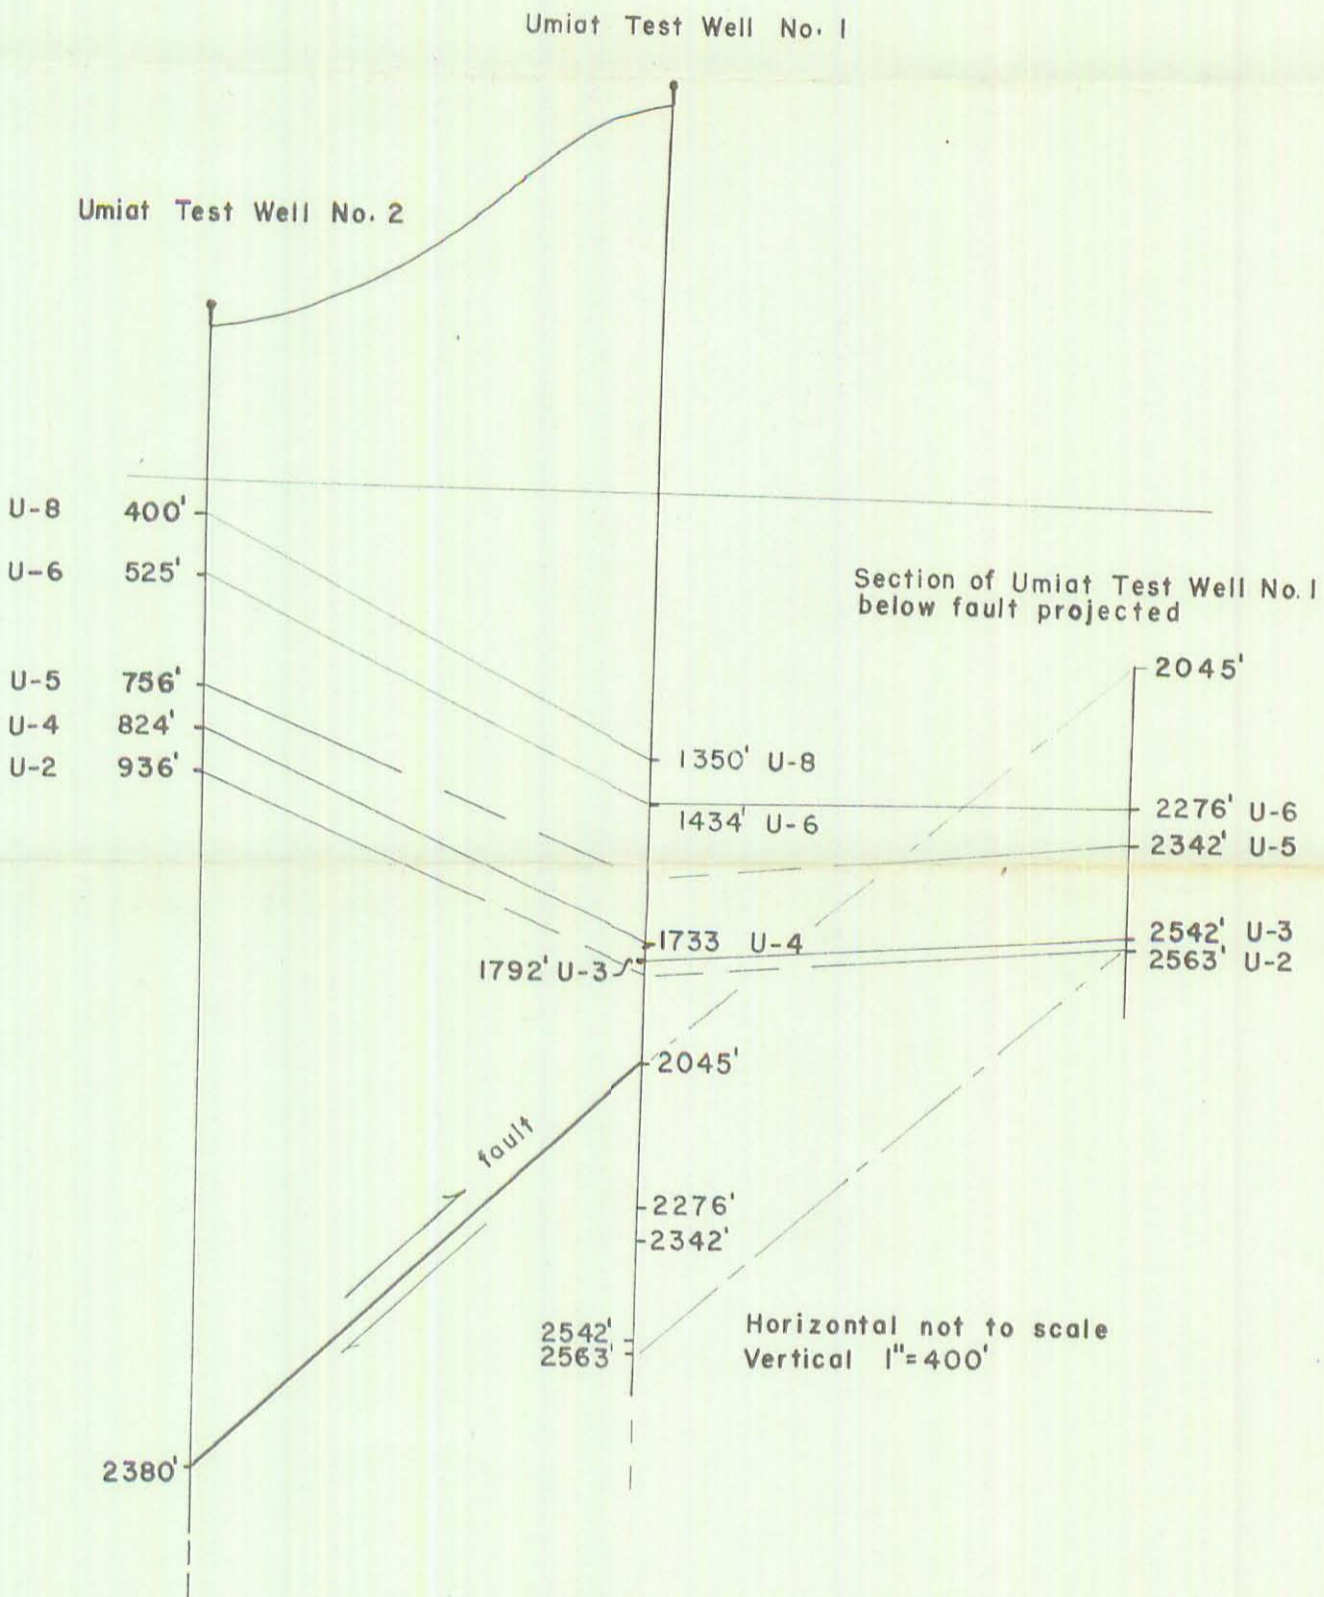 Umiat Test Well No. 1
Umiat Test Well No. 2
U-8 400'
U-6 525'
U-5 756'
U-4 824'
U-2 936'
Section of Umiat Test Well No. 1
below fault projected
2045'
1350' U-8
1434' U-6
2276' U-6
2342' U-5
1733 U-4
1792' U-3
2542' U-3
2563' U-2
2045'
fault
2276'
2342'
2542'
2563'
Horizontal not to scale
Vertical 1"=400'
2380'